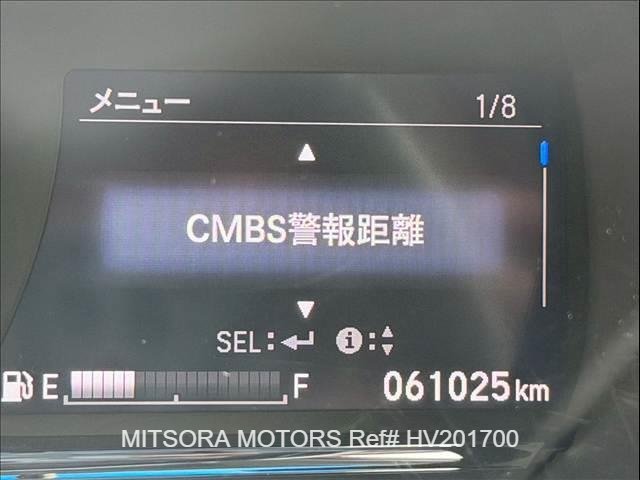 メニュー 1/8
CMBS警報距離
SEL: :
E F 061025km
MITSORA MOTORS Ref# HV201700